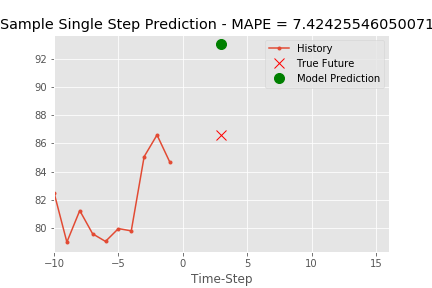 Sample Single Step Prediction - MAPE = 7.42425546050071
History
True Future
Model Prediction
92
90
88
86
84
82
80
−10
−5
0
5
10
15
Time-Step